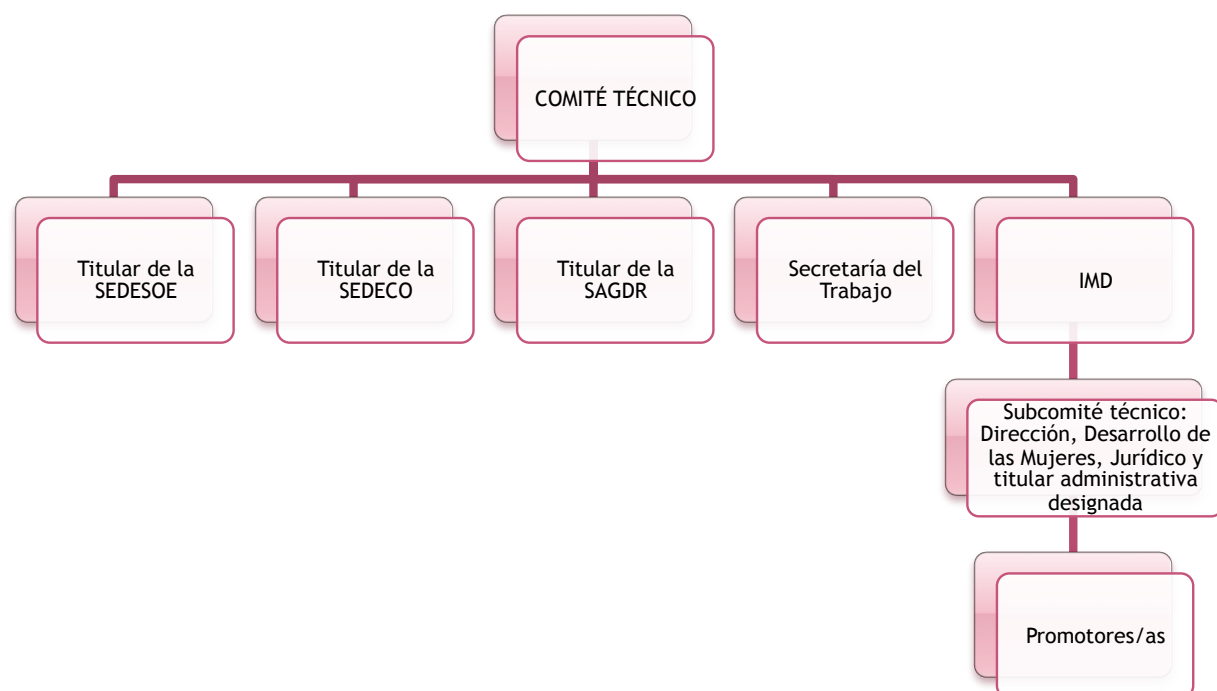 COMITÉ TÉCNICO
Titular de la
SEDESOE
Titular de la
SEDECO
Titular de la
SAGDR
Secretaría del
Trabajo
IMD
Subcomité técnico:
Dirección, Desarrollo de
las Mujeres, Jurídico y
titular administrativa
designada
Promotores/as